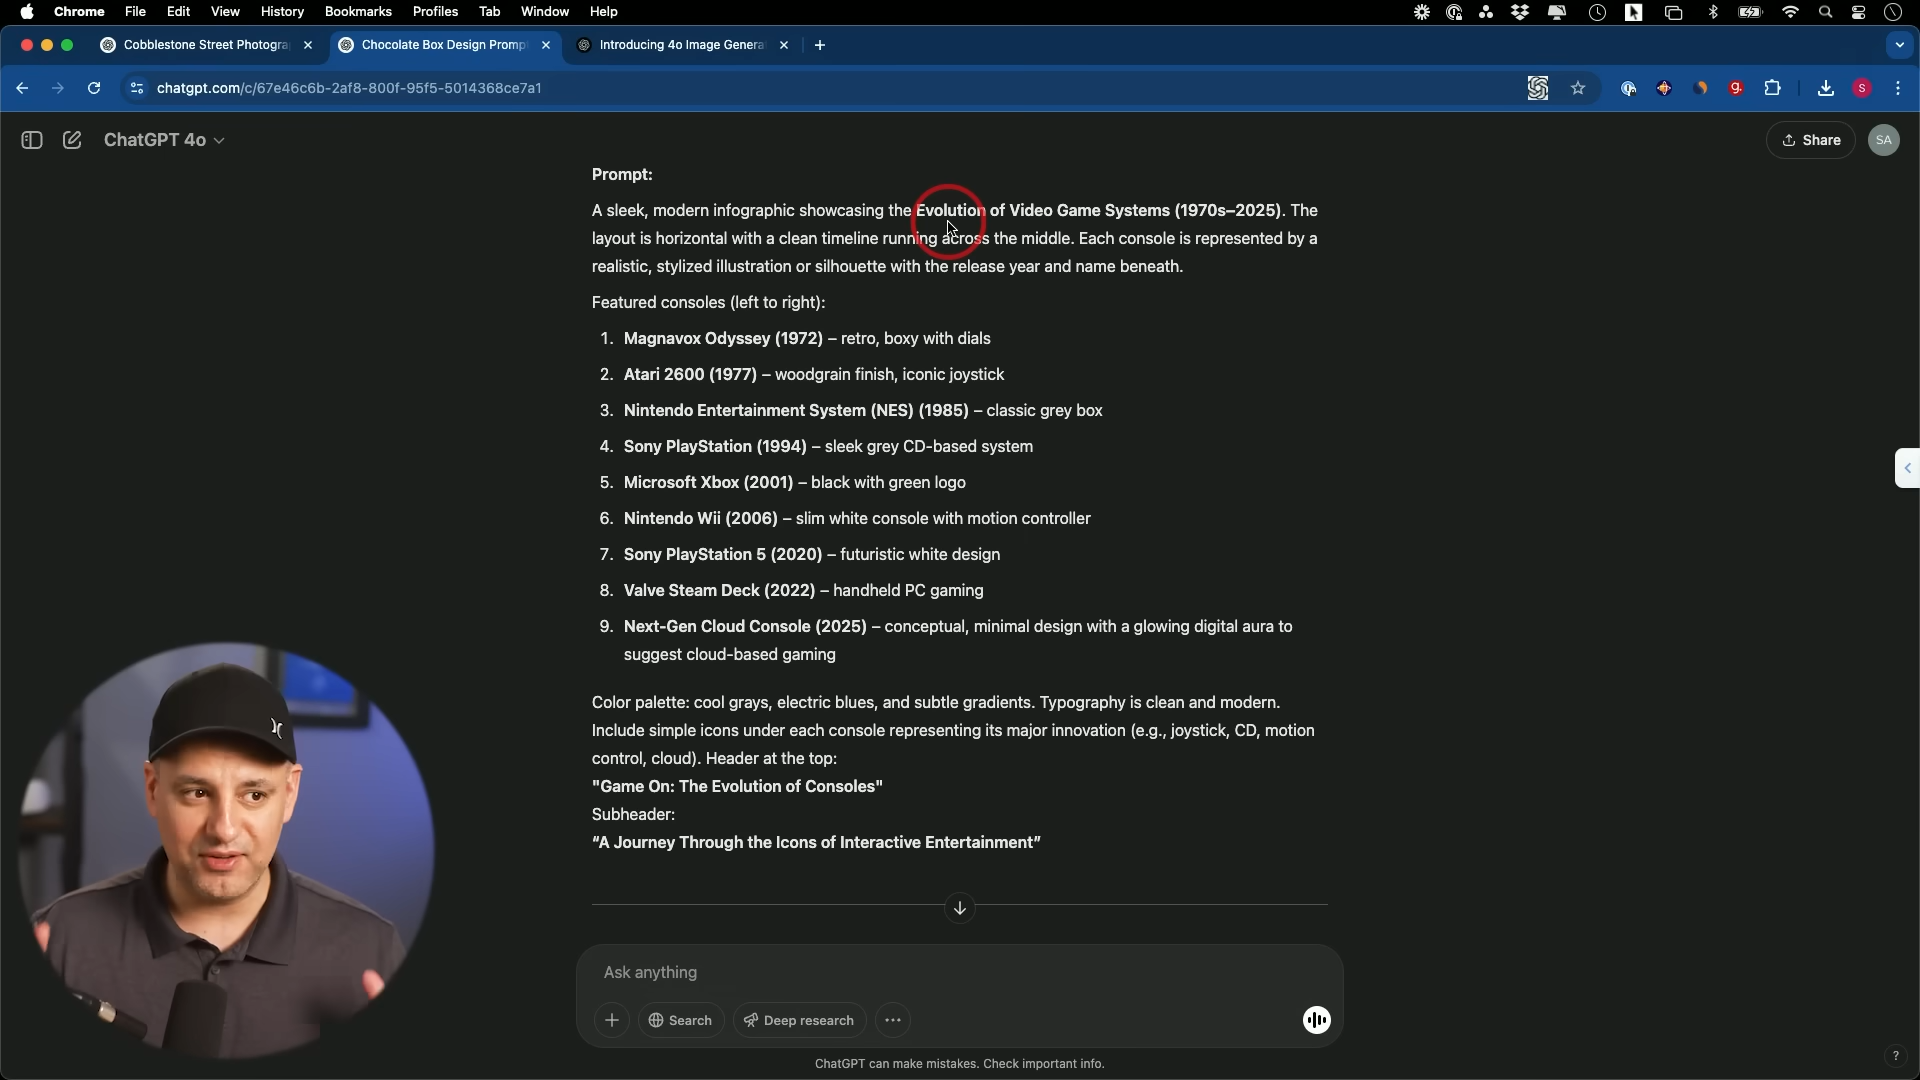 Chrome File Edit View History Bookmarks Profiles Tab Window Help
Cobblestone Street Photogra
Chocolate Box Design Promp
Introducing 4o Image Genera
chatgpt.com/c/67e46c6b-2af8-800f-95f5-5014368ce7a1
g.
S
ChatGPT 4o
Share
SA
Prompt:
A sleek, modern infographic showcasing the Evolution of Video Game Systems (1970s–2025). The
layout is horizontal with a clean timeline running across the middle. Each console is represented by a
realistic, stylized illustration or silhouette with the release year and name beneath.
Featured consoles (left to right):
1. Magnavox Odyssey (1972) – retro, boxy with dials
2. Atari 2600 (1977) – woodgrain finish, iconic joystick
3. Nintendo Entertainment System (NES) (1985) – classic grey box
4. Sony PlayStation (1994) – sleek grey CD-based system
5. Microsoft Xbox (2001) – black with green logo
6. Nintendo Wii (2006) – slim white console with motion controller
7. Sony PlayStation 5 (2020) – futuristic white design
8. Valve Steam Deck (2022) – handheld PC gaming
9. Next-Gen Cloud Console (2025) – conceptual, minimal design with a glowing digital aura to
suggest cloud-based gaming
Color palette: cool grays, electric blues, and subtle gradients. Typography is clean and modern.
Include simple icons under each console representing its major innovation (e.g., joystick, CD, motion
control, cloud). Header at the top:
"Game On: The Evolution of Consoles"
Subheader:
“A Journey Through the Icons of Interactive Entertainment”
Ask anything
Search
Deep research
ChatGPT can make mistakes. Check important info.
?